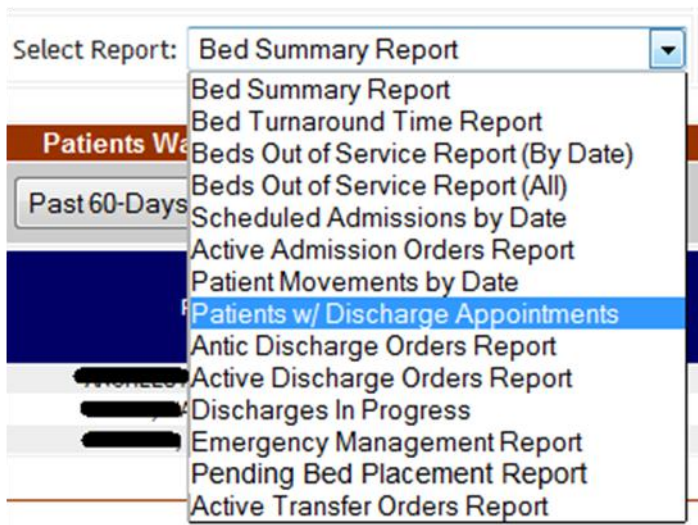 Select Report: Bed Summary Report
Bed Summary Report
Bed Turnaround Time Report
Patients Wa
Beds Out of Service Report (By Date)
Beds Out of Service Report (All)
Past 60-Days
Scheduled Admissions by Date
Active Admission Orders Report
Patient Movements by Date
Patients w/ Discharge Appointments
Antic Discharge Orders Report
Active Discharge Orders Report
Discharges In Progress
Emergency Management Report
Pending Bed Placement Report
Active Transfer Orders Report